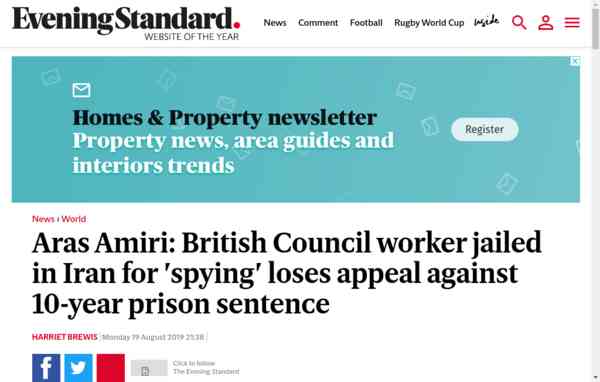 Evening Standard.
WEBSITE OF THE YEAR
News Comment Football Rugby World Cup Inside
Homes & Property newsletter
Property news, area guides and
interiors trends
Register
News › World
Aras Amiri: British Council worker jailed
in Iran for 'spying' loses appeal against
10-year prison sentence
HARRIET BREWIS | Monday 19 August 2019 21:38 |
Click to follow
The Evening Standard